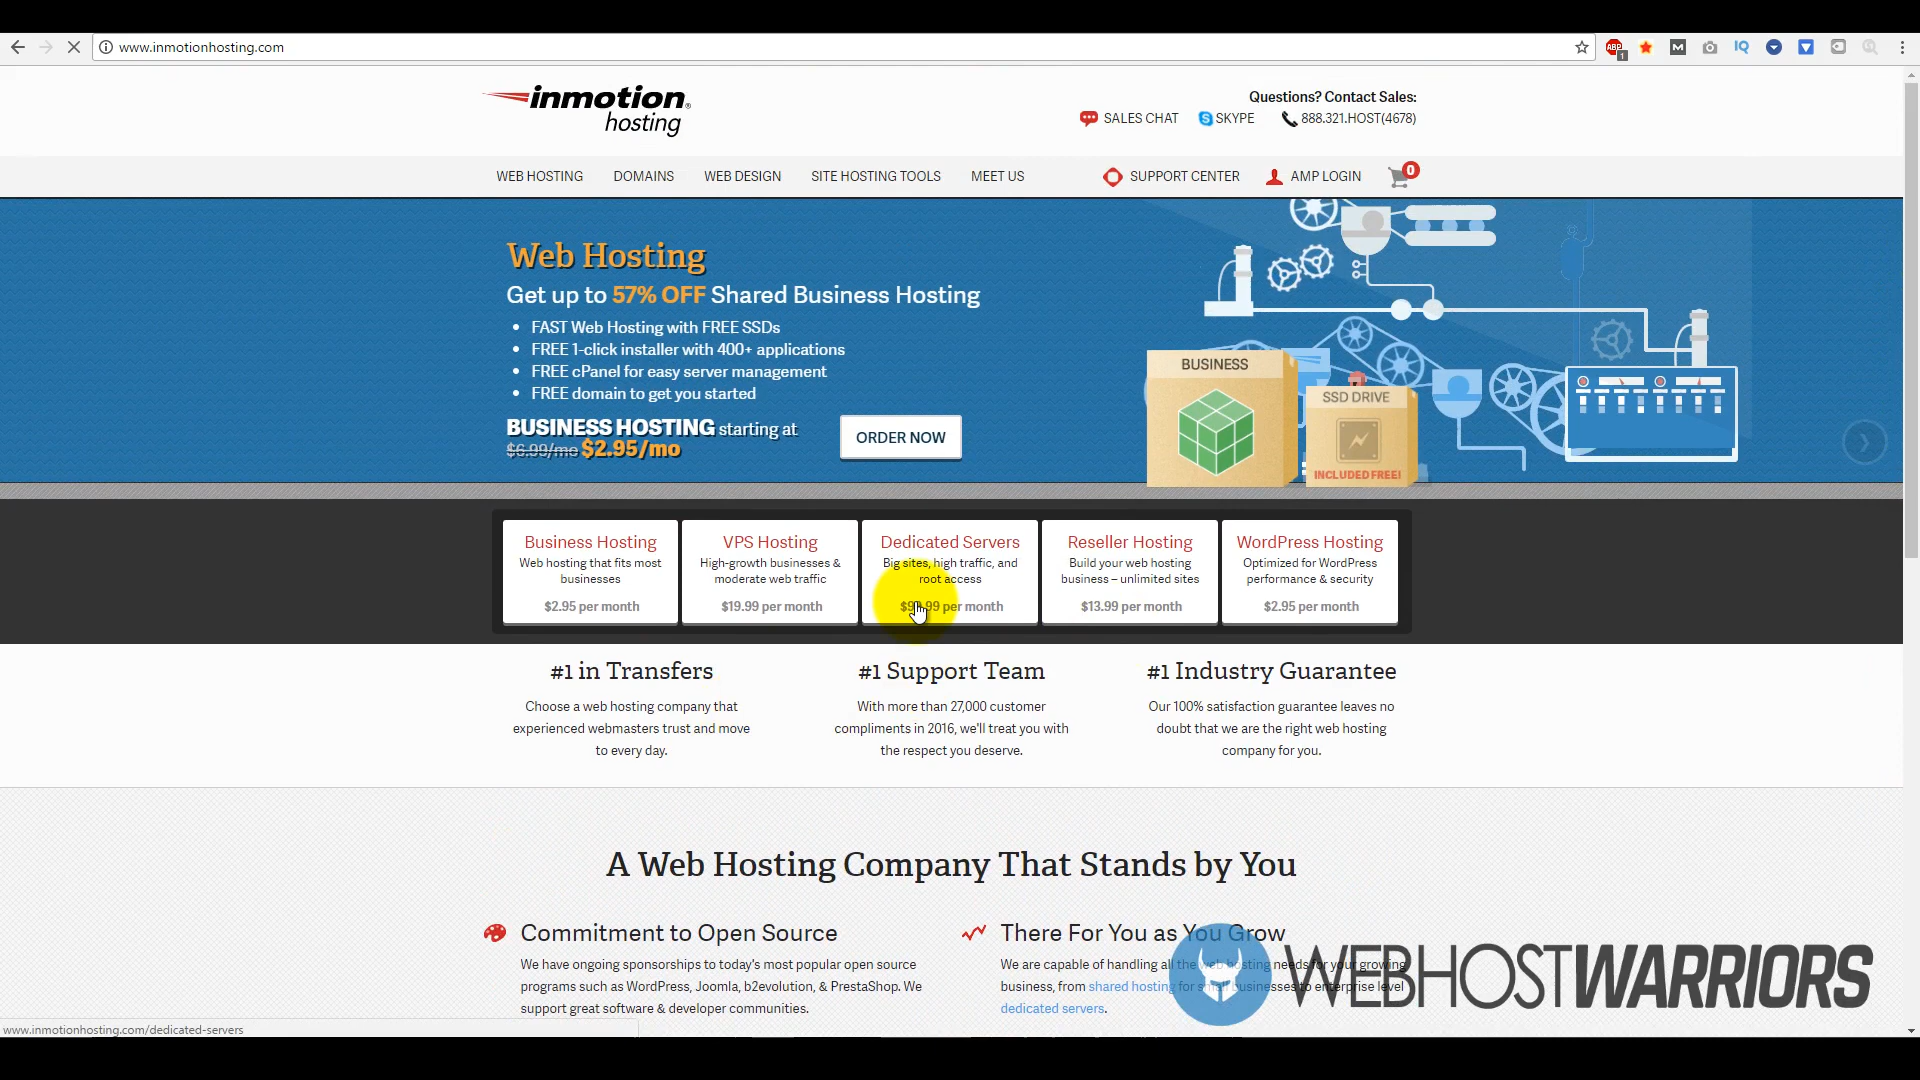 www.inmotionhosting.com
ABP
1
M
IQ
inmotion
hosting
Questions? Contact Sales:
SALES CHAT
SKYPE
888.321.HOST(4678)
WEB HOSTING
DOMAINS
WEB DESIGN
SITE HOSTING TOOLS
MEET US
SUPPORT CENTER
AMP LOGIN
0
Web Hosting
Get up to 57% OFF Shared Business Hosting
FAST Web Hosting with FREE SSDs
FREE 1-click installer with 400+ applications
FREE cPanel for easy server management
FREE domain to get you started
BUSINESS HOSTING starting at
$6.99/mo $2.95/mo
ORDER NOW
BUSINESS
SSD DRIVE
INCLUDED FREE!
Business Hosting
Web hosting that fits most
businesses
$2.95 per month
VPS Hosting
High-growth businesses &
moderate web traffic
$19.99 per month
Dedicated Servers
Big sites, high traffic, and
root access
per month
Reseller Hosting
Build your web hosting
business – unlimited sites
$13.99 per month
WordPress Hosting
Optimized for WordPress
performance & security
$2.95 per month
#1 in Transfers
Choose a web hosting company that
experienced webmasters trust and move
to every day.
#1 Support Team
With more than 27,000 customer
compliments in 2016, we'll treat you with
the respect you deserve.
#1 Industry Guarantee
Our 100% satisfaction guarantee leaves no
doubt that we are the right web hosting
company for you.
A Web Hosting Company That Stands by You
Commitment to Open Source
We have ongoing sponsorships to today's most popular open source
programs such as WordPress, Joomla, b2evolution, & PrestaShop. We
support great software & developer communities.
There For You as You Grow
We are capable of handling all the web hosting needs for your growing
business, from shared hosting for small businesses to enterprise level
dedicated servers.
WEBHOSTWARRIORS
www.inmotionhosting.com/dedicated-servers